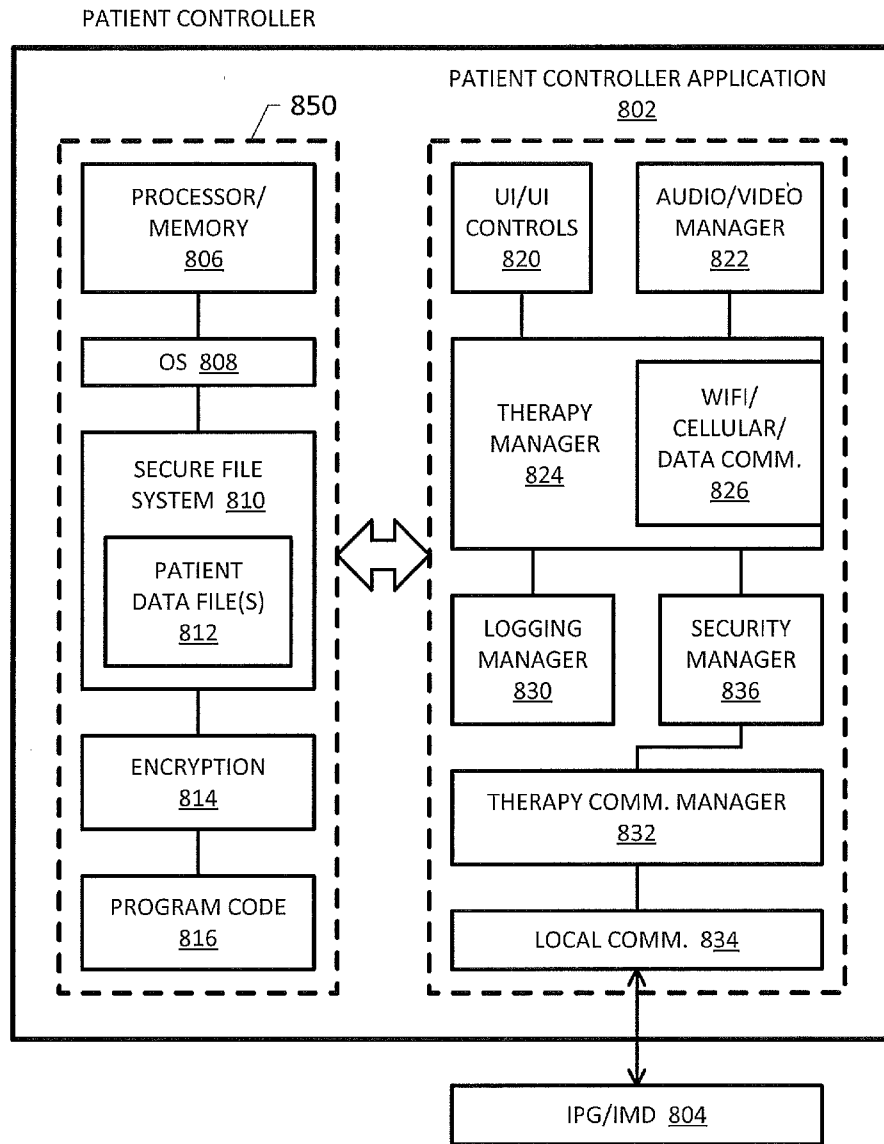 PATIENT CONTROLLER
850
PROCESSOR/
MEMORY
806
OS 808
SECURE FILE
SYSTEM 810
PATIENT
DATA FILE(S)
812
ENCRYPTION
814
PROGRAM CODE
816
PATIENT CONTROLLER APPLICATION
802
UI/UI
CONTROLS
820
AUDIO/VIDEO
MANAGER
822
THERAPY
MANAGER
824
WIFI/
CELLULAR/
DATA COMM.
826
LOGGING
MANAGER
830
SECURITY
MANAGER
836
THERAPY COMM. MANAGER
832
LOCAL COMM. 834
IPG/IMD 804